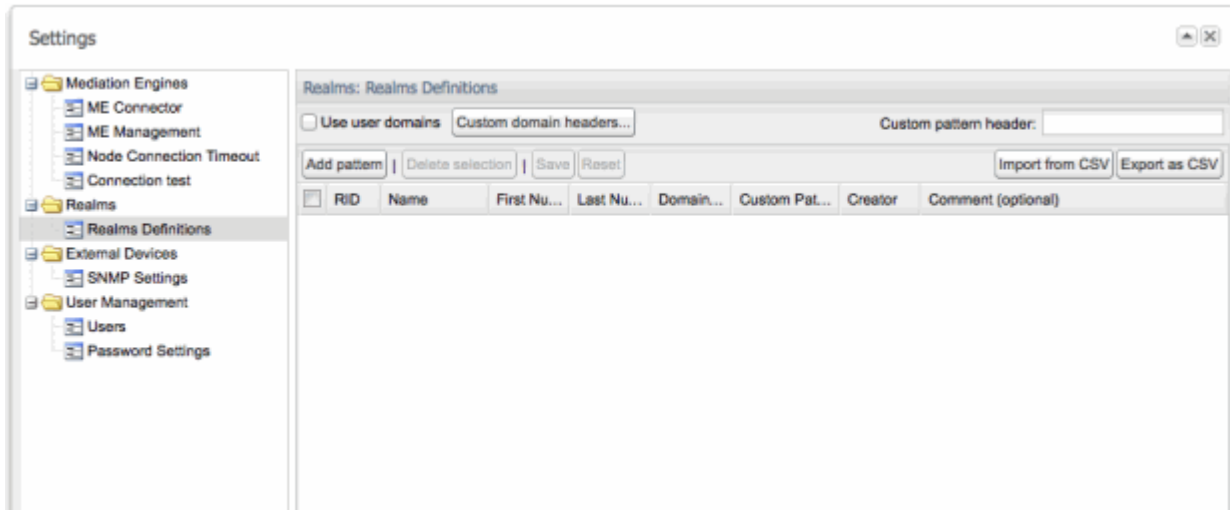 Settings
Mediation Engines
ME Connector
ME Management
Node Connection Timeout
Connection test
Realms
Realms Definitions
External Devices
SNMP Settings
User Management
Users
Password Settings
Realms: Realms Definitions
Use user domains Custom domain headers... Custom pattern header:
Add pattern | Delete selection | Save Reset Import from CSV Export as CSV
RID Name First Nu... Last Nu... Domain... Custom Pat... Creator Comment (optional)